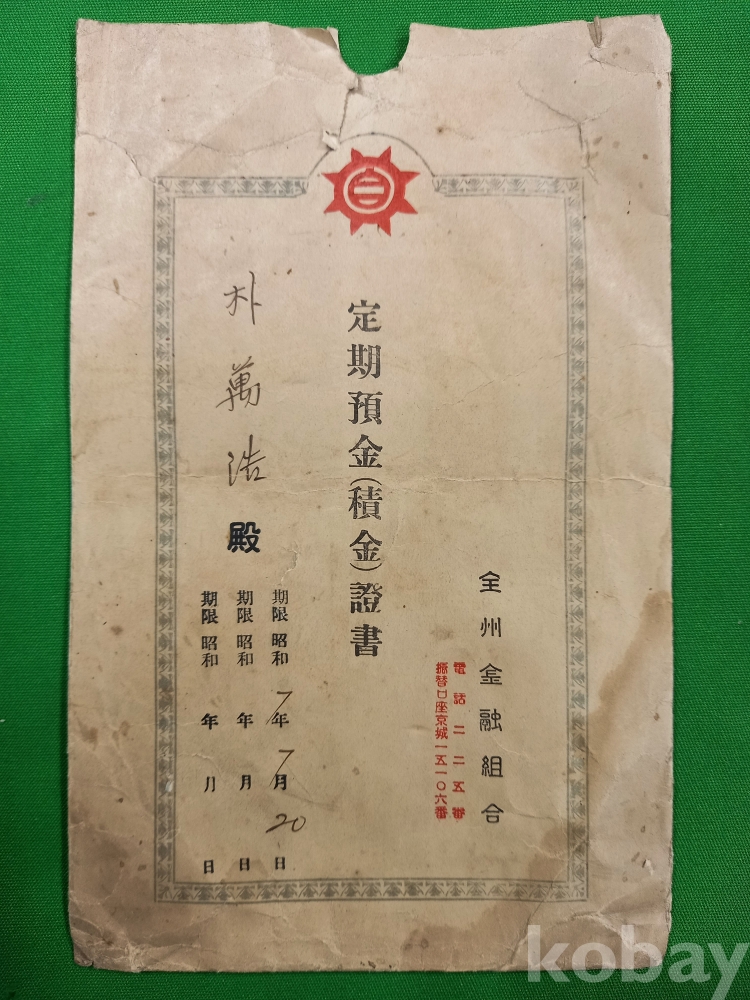 全州金融組合
電話二二五番
振替口座京城一五一〇六番
定期預金(積金)證書
朴萬浩殿
期限昭和7年7月20日
期限昭和 年 月 日
期限昭和 年 月 日
kobay